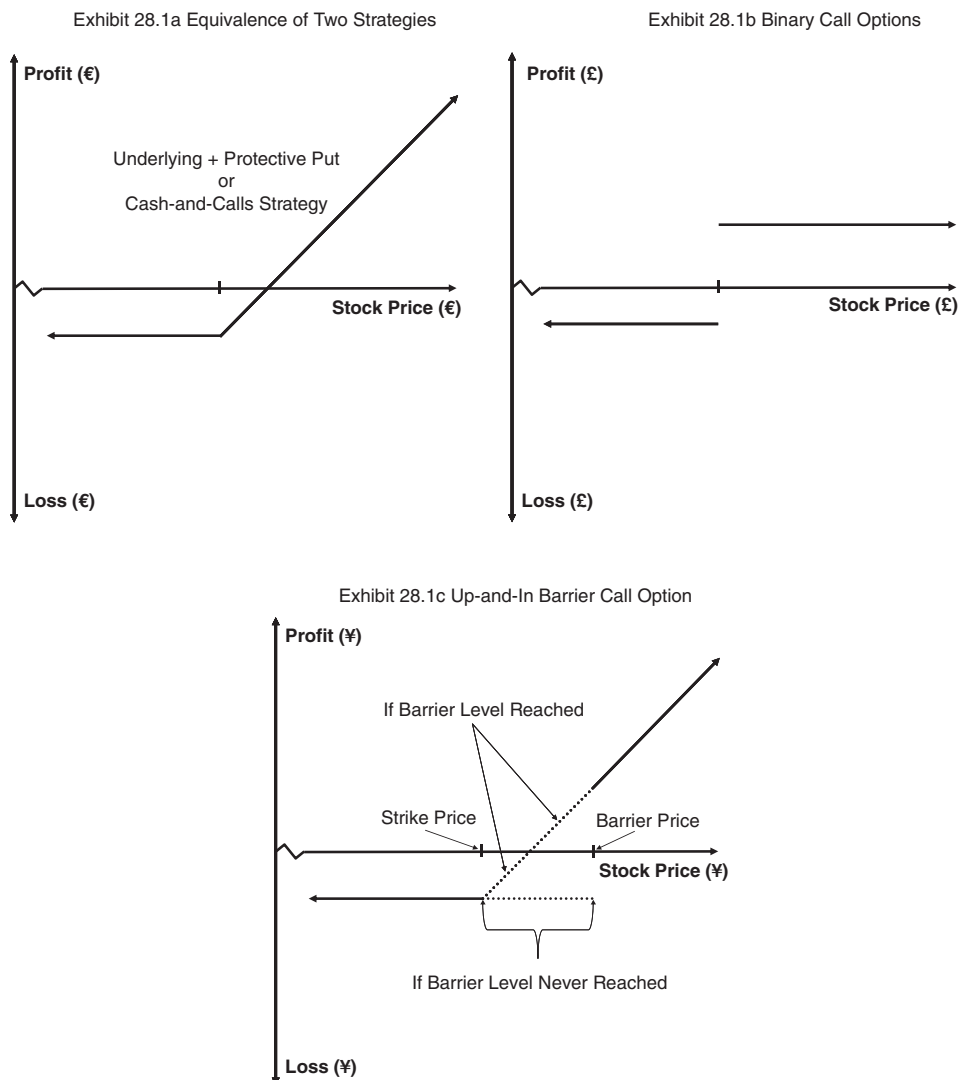 Exhibit 28.1a Equivalence of Two Strategies
Profit (€)
Underlying + Protective Put
or
Cash-and-Calls Strategy
Stock Price (€)
Loss (€)
Exhibit 28.1b Binary Call Options
Profit (£)
Stock Price (£)
Loss (£)
Exhibit 28.1c Up-and-In Barrier Call Option
Profit (¥)
If Barrier Level Reached
Strike Price
Barrier Price
Stock Price (¥)
If Barrier Level Never Reached
Loss (¥)